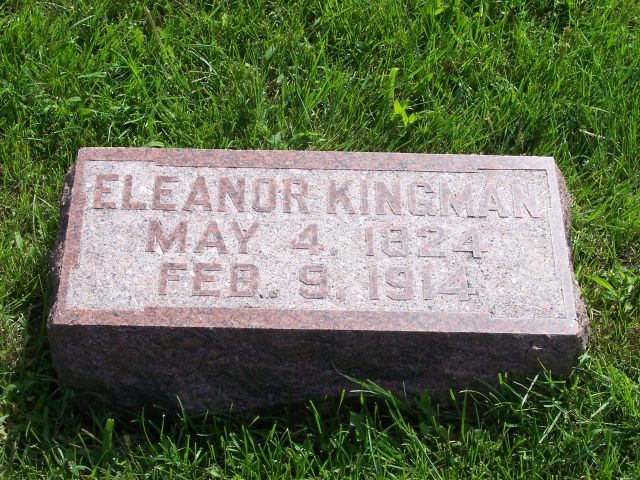 ELEANOR KINGMAN
MAY 4, 1824
FEB. 9, 1914